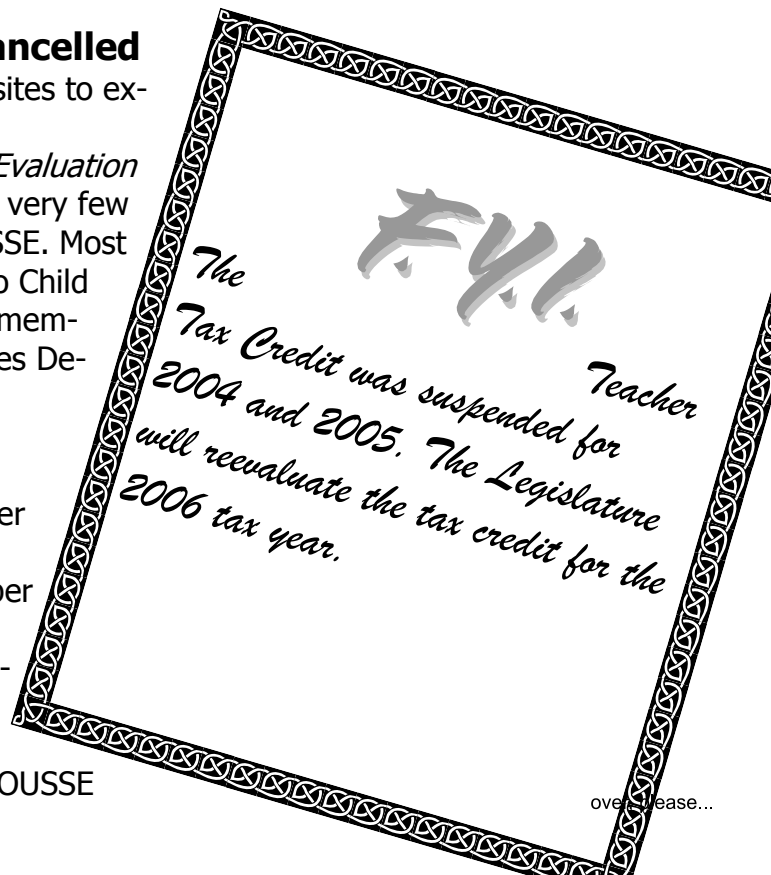 ancelled
sites to ex-
Evaluation
very few
SSE. Most
o Child
mem-
es De-
er
ber
-
OUSSE
F.Y.I.
The
Teacher
Tax Credit was suspended for
2004 and 2005. The Legislature
will reevaluate the tax credit for the
2006 tax year.
over please...